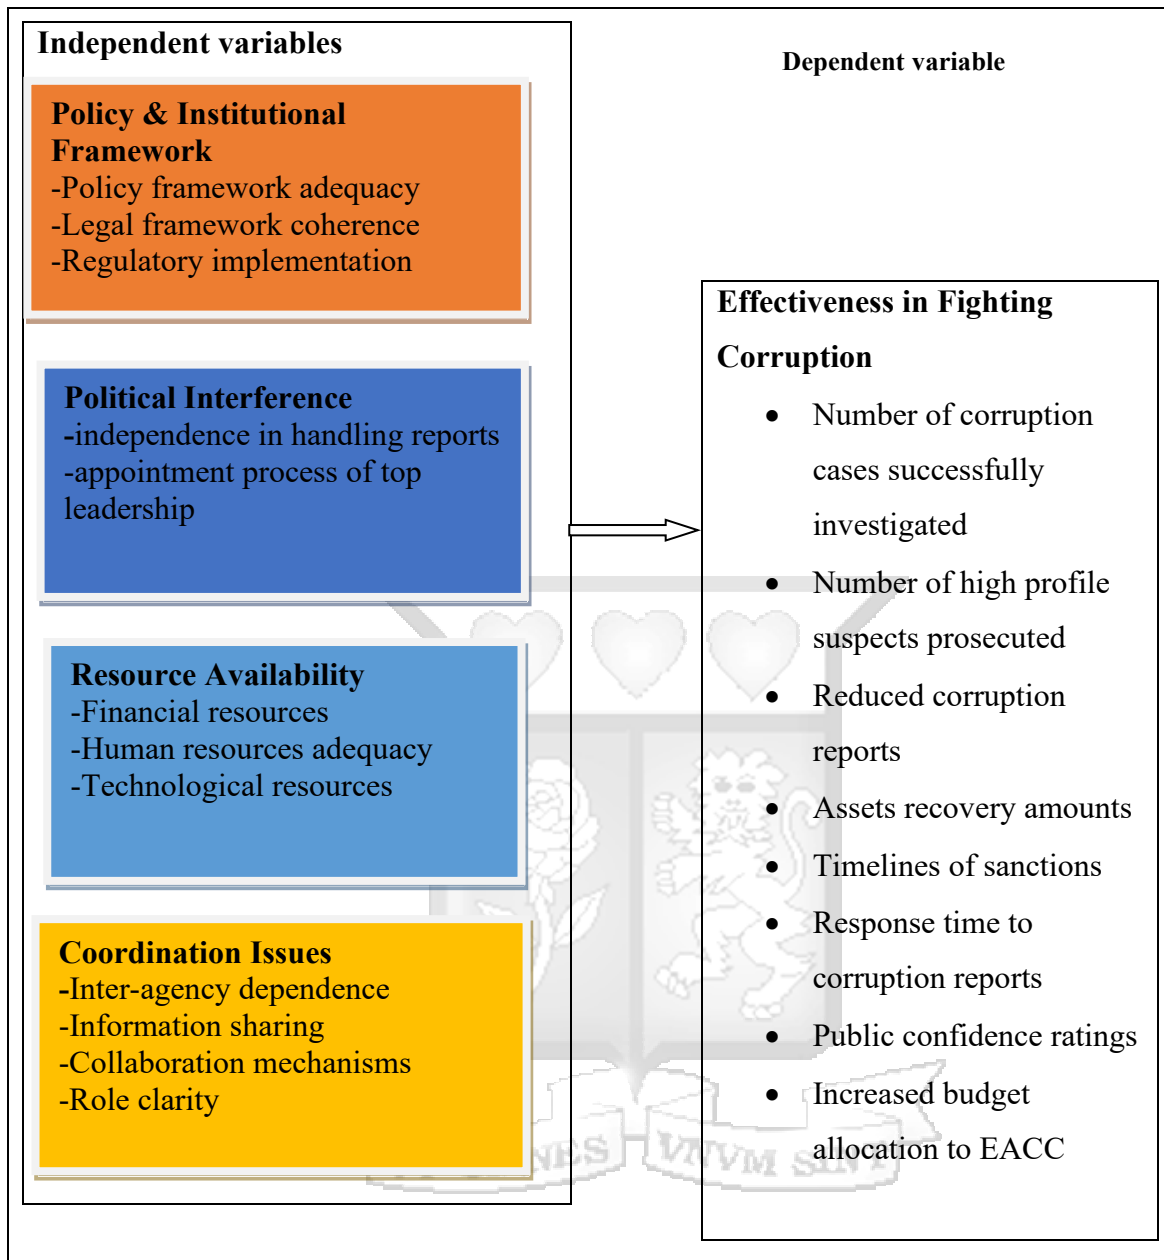 Independent variables
Dependent variable
Policy & Institutional
Framework
-Policy framework adequacy
-Legal framework coherence
-Regulatory implementation
Political Interference
-independence in handling reports
-appointment process of top
leadership
Resource Availability
-Financial resources
-Human resources adequacy
-Technological resources
Coordination Issues
-Inter-agency dependence
-Information sharing
-Collaboration mechanisms
-Role clarity
Effectiveness in Fighting
Corruption
• Number of corruption
cases successfully
investigated
• Number of high profile
suspects prosecuted
• Reduced corruption
reports
• Assets recovery amounts
• Timelines of sanctions
• Response time to
corruption reports
• Public confidence ratings
• Increased budget
allocation to EACC
VNVM SINT